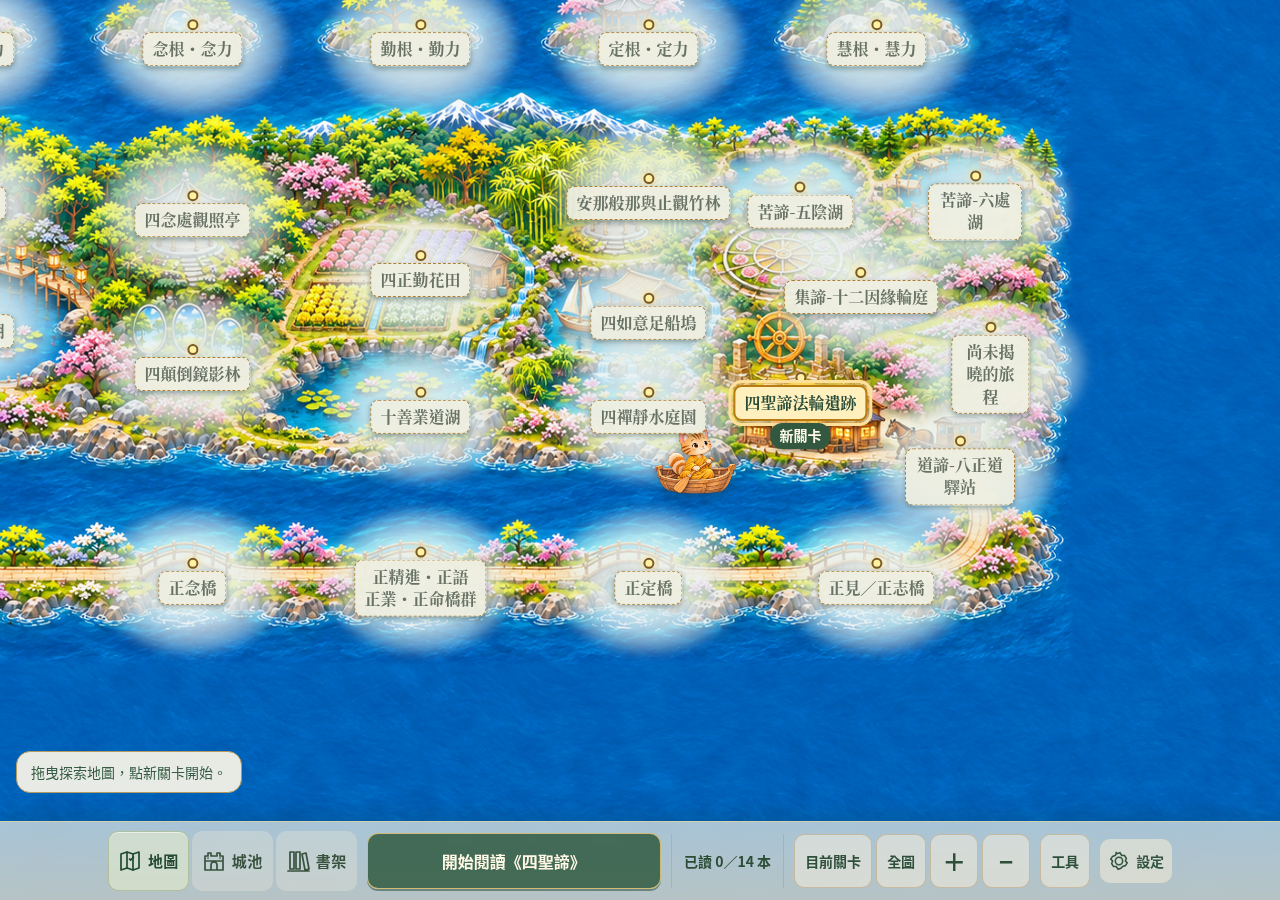 力
念根・念力
勤根・勤力
定根・定力
慧根・慧力
四念處觀照亭
安那般那與止觀竹林
苦諦-五陰湖
苦諦-六處
湖
四正勤花田
集諦-十二因緣輪庭
四如意足船塢
尚未揭
曉的旅
程
四顛倒鏡影林
十善業道湖
四禪靜水庭園
四聖諦法輪遺跡
新關卡
道諦-八正道
驛站
正念橋
正精進・正語
正業・正命橋群
正定橋
正見／正志橋
拖曳探索地圖，點新關卡開始。
地圖
城池
書架
開始閱讀《四聖諦》
已讀 0／14 本
目前關卡
全圖
+
−
工具
設定